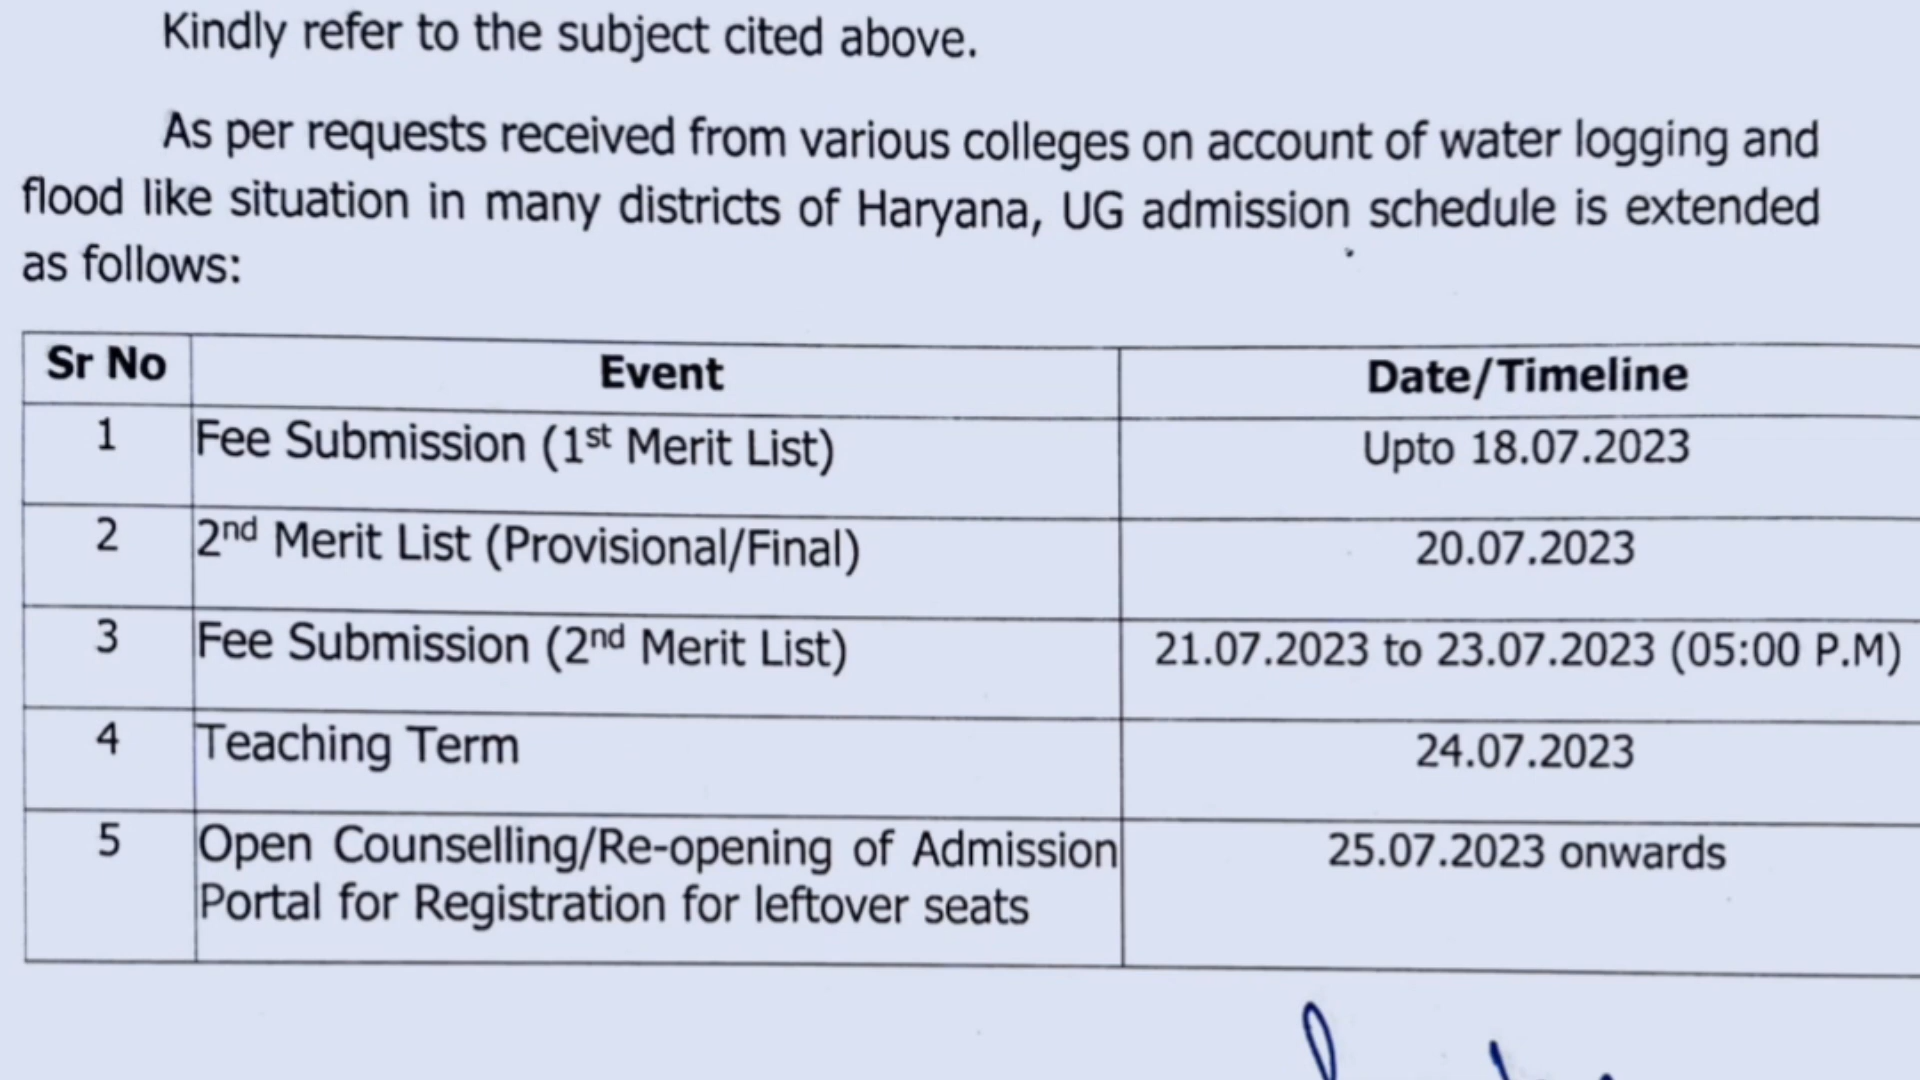 Kindly refer to the subject cited above.
As per requests received from various colleges on account of water logging and
flood like situation in many districts of Haryana, UG admission schedule is extended
as follows:
Sr No Event Date/Timeline
1 Fee Submission (1st Merit List) Upto 18.07.2023
2 2nd Merit List (Provisional/Final) 20.07.2023
3 Fee Submission (2nd Merit List) 21.07.2023 to 23.07.2023 (05:00 P.M)
4 Teaching Term 24.07.2023
5 Open Counselling/Re-opening of Admission 25.07.2023 onwards
Portal for Registration for leftover seats